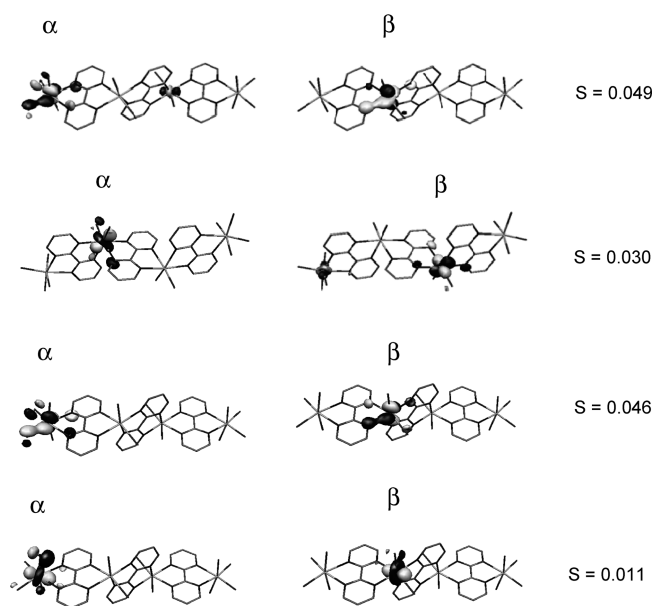 α β
S = 0.049
α β
S = 0.030
α β
S = 0.046
α β
S = 0.011